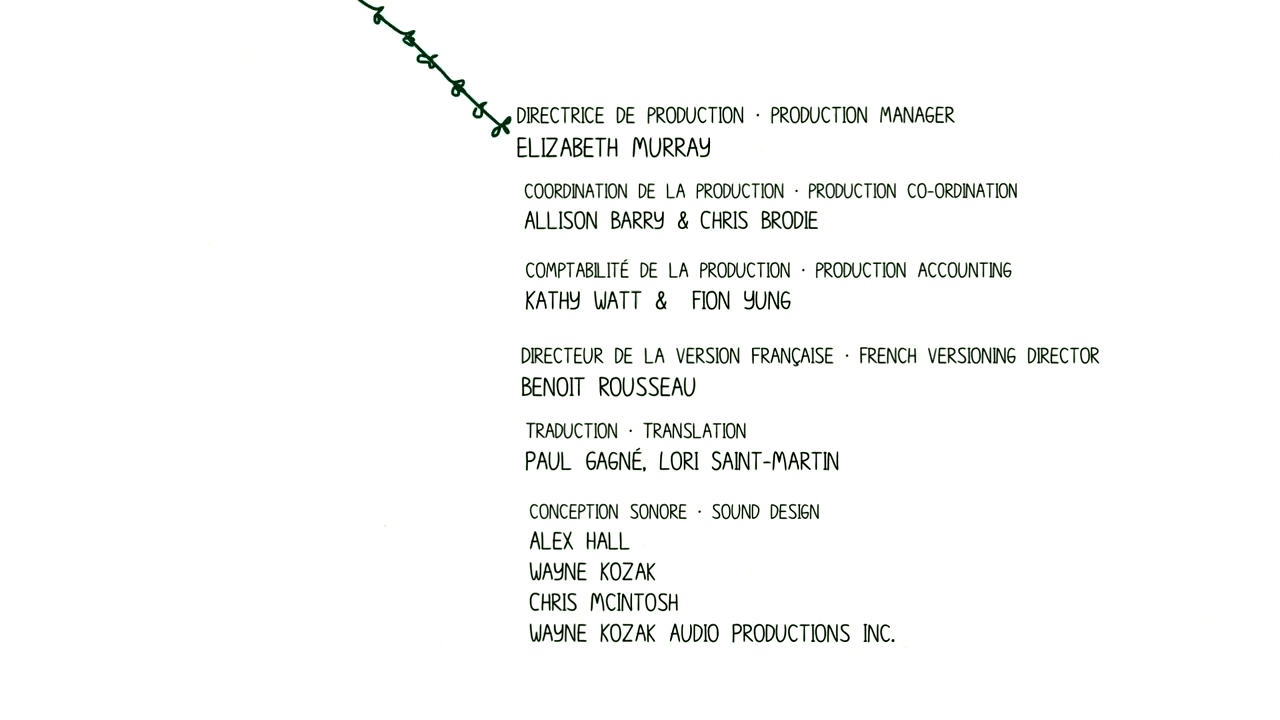 DIRECTRICE DE PRODUCTION · PRODUCTION MANAGER
ELIZABETH MURRAY
COORDINATION DE LA PRODUCTION · PRODUCTION CO-ORDINATION
ALLISON BARRY & CHRIS BRODIE
COMPTABILITÉ DE LA PRODUCTION · PRODUCTION ACCOUNTING
KATHY WATT & FION YUNG
DIRECTEUR DE LA VERSION FRANÇAISE · FRENCH VERSIONING DIRECTOR
BENOIT ROUSSEAU
TRADUCTION · TRANSLATION
PAUL GAGNÉ, LORI SAINT-MARTIN
CONCEPTION SONORE · SOUND DESIGN
ALEX HALL
WAYNE KOZAK
CHRIS MCINTOSH
WAYNE KOZAK AUDIO PRODUCTIONS INC.